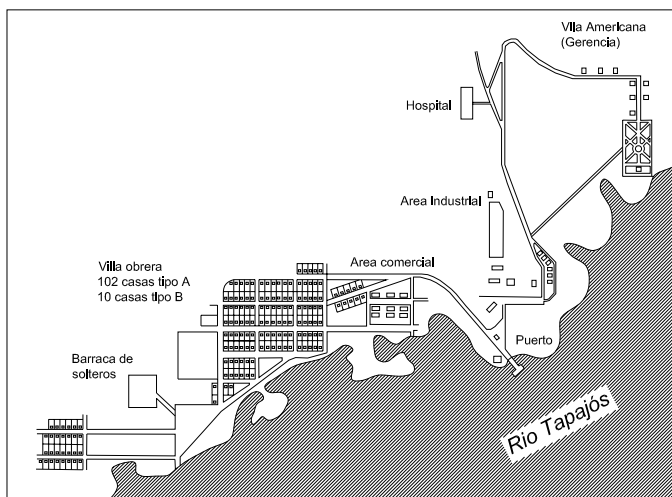 Vila Americana
(Gerencia)
Hospital
Area Industrial
Area comercial
Villa obrera
102 casas tipo A
10 casas tipo B
Puerto
Barraca de
solteros
Rio Tapajós